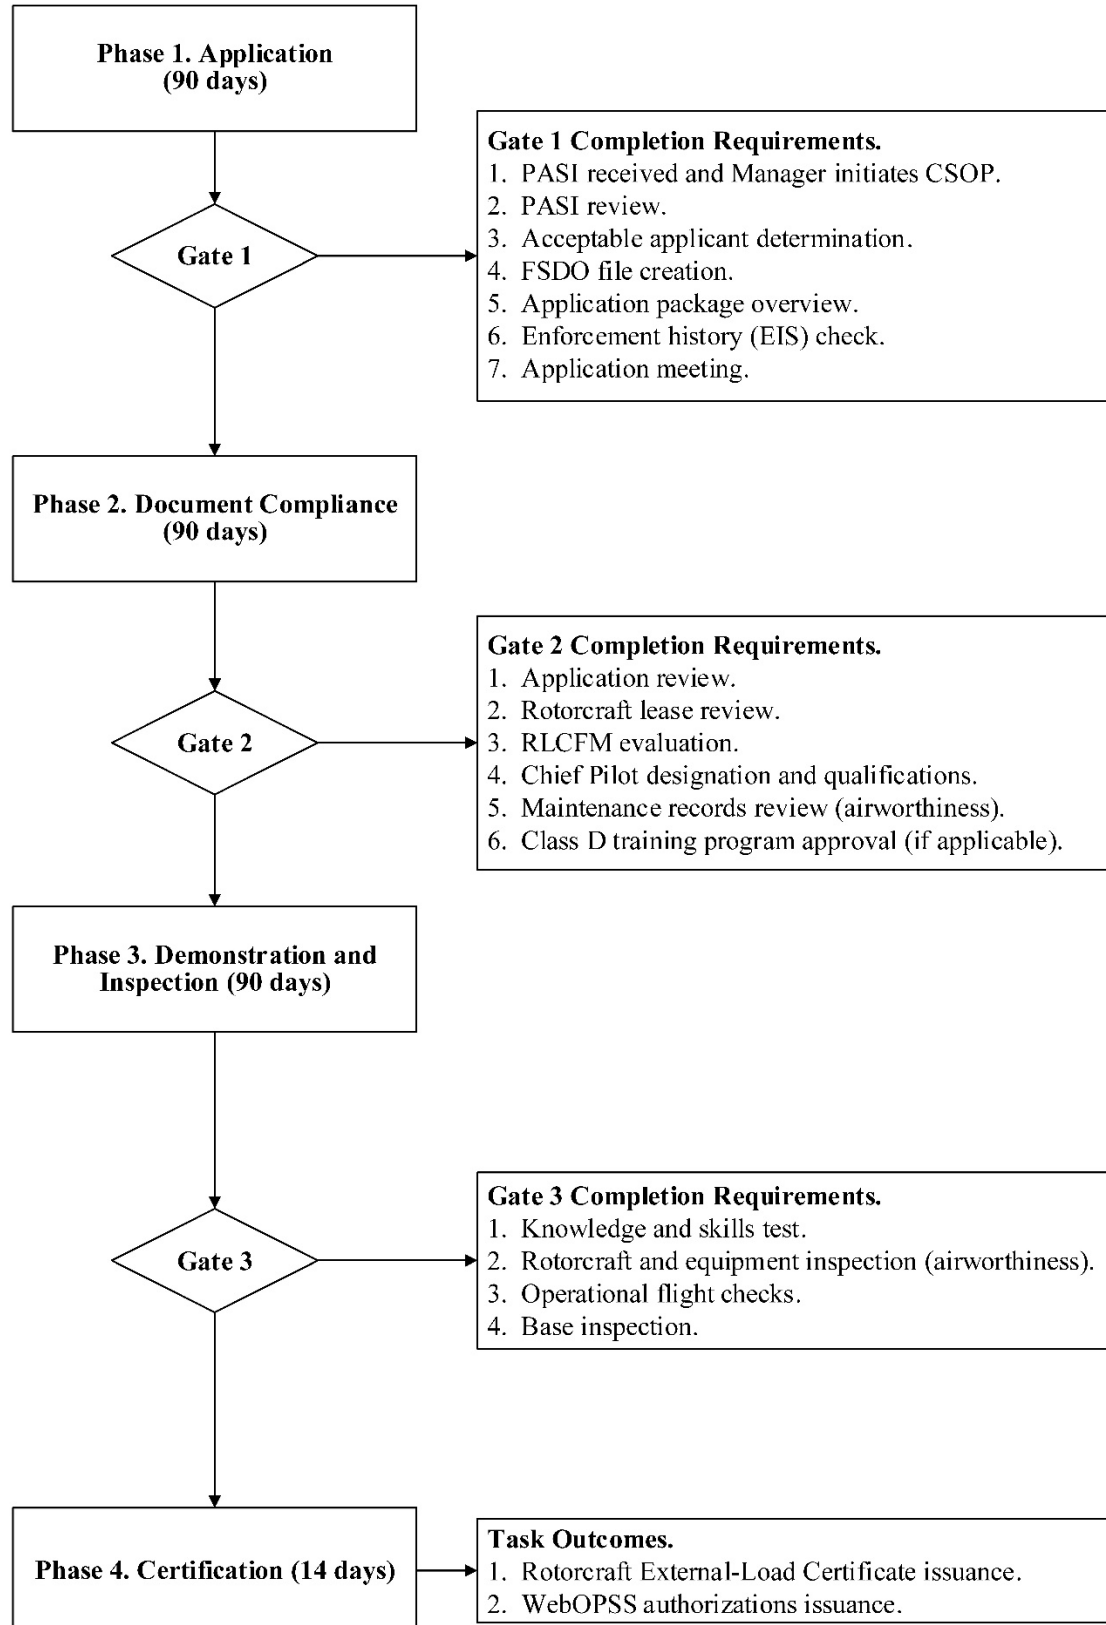 Phase 1. Application
(90 days)
Gate 1
Gate 1 Completion Requirements.
1. PASI received and Manager initiates CSOP.
2. PASI review.
3. Acceptable applicant determination.
4. FSDO file creation.
5. Application package overview.
6. Enforcement history (EIS) check.
7. Application meeting.
Phase 2. Document Compliance
(90 days)
Gate 2
Gate 2 Completion Requirements.
1. Application review.
2. Rotorcraft lease review.
3. RLCFM evaluation.
4. Chief Pilot designation and qualifications.
5. Maintenance records review (airworthiness).
6. Class D training program approval (if applicable).
Phase 3. Demonstration and
Inspection (90 days)
Gate 3
Gate 3 Completion Requirements.
1. Knowledge and skills test.
2. Rotorcraft and equipment inspection (airworthiness).
3. Operational flight checks.
4. Base inspection.
Phase 4. Certification (14 days)
Task Outcomes.
1. Rotorcraft External-Load Certificate issuance.
2. WebOPSS authorizations issuance.